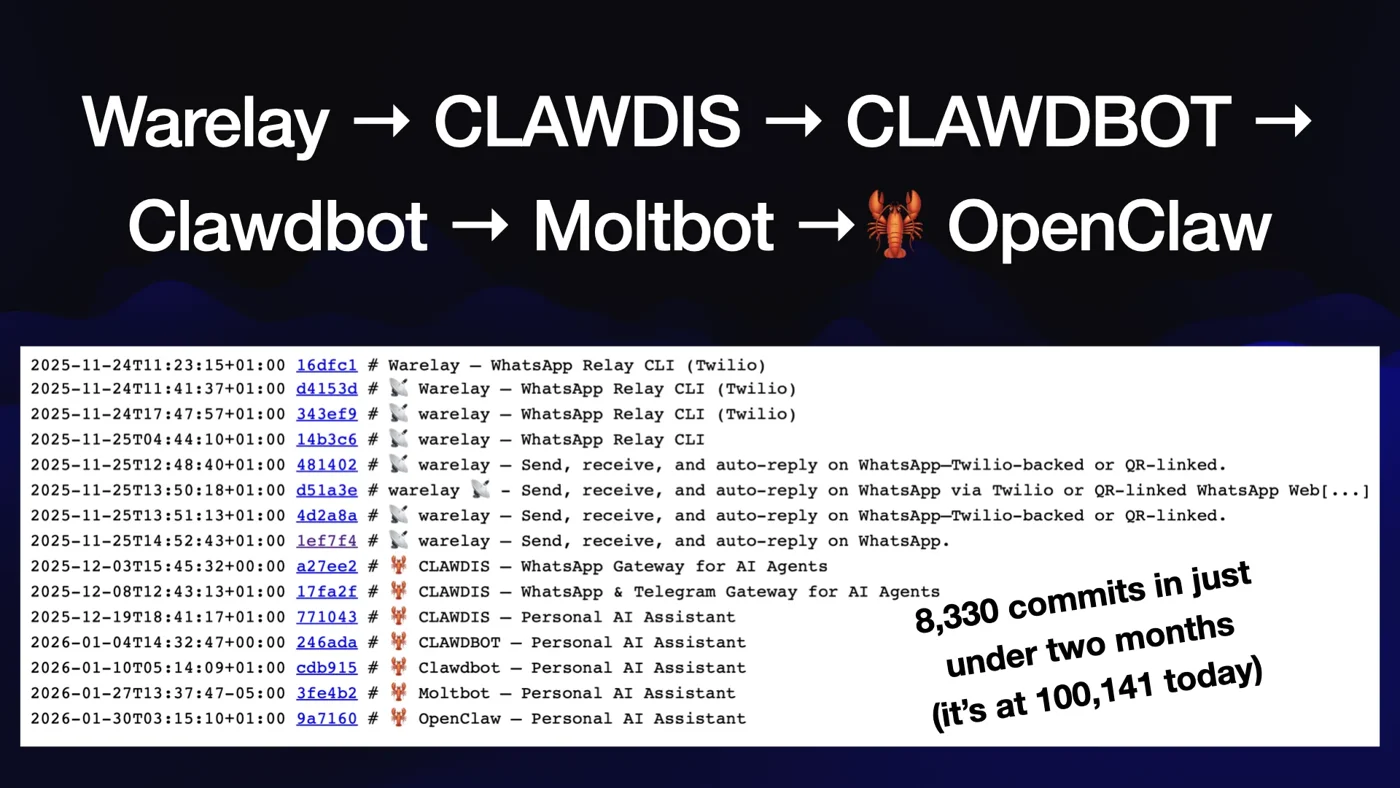 Warelay → CLAWDIS → CLAWDBOT →
Clawdbot → Moltbot →🦞 OpenClaw
2025-11-24T11:23:15+01:00 16dfc1 # Warelay — WhatsApp Relay CLI (Twilio)
2025-11-24T11:41:37+01:00 d4153d # 📡 Warelay — WhatsApp Relay CLI (Twilio)
2025-11-24T17:47:57+01:00 343ef9 # 📡 warelay — WhatsApp Relay CLI (Twilio)
2025-11-25T04:44:10+01:00 14b3c6 # 📡 warelay — WhatsApp Relay CLI
2025-11-25T12:48:40+01:00 481402 # 📡 warelay — Send, receive, and auto-reply on WhatsApp—Twilio-backed or QR-linked.
2025-11-25T13:50:18+01:00 d51a3e # warelay 📡 - Send, receive, and auto-reply on WhatsApp via Twilio or QR-linked WhatsApp Web[...]
2025-11-25T13:51:13+01:00 4d2a8a # 📡 warelay — Send, receive, and auto-reply on WhatsApp—Twilio-backed or QR-linked.
2025-11-25T14:52:43+01:00 1ef7f4 # 📡 warelay — Send, receive, and auto-reply on WhatsApp.
2025-12-03T15:45:32+00:00 a27ee2 # 🦞 CLAWDIS — WhatsApp Gateway for AI Agents
2025-12-08T12:43:13+01:00 17fa2f # 🦞 CLAWDIS — WhatsApp & Telegram Gateway for AI Agents
2025-12-19T18:41:17+01:00 771043 # 🦞 CLAWDIS — Personal AI Assistant
2026-01-04T14:32:47+00:00 246ada # 🦞 CLAWDBOT — Personal AI Assistant
2026-01-10T05:14:09+01:00 cdb915 # 🦞 Clawdbot — Personal AI Assistant
2026-01-27T13:37:47-05:00 3fe4b2 # 🦞 Moltbot — Personal AI Assistant
2026-01-30T03:15:10+01:00 9a7160 # 🦞 OpenClaw — Personal AI Assistant
8,330 commits in just
under two months
(it's at 100,141 today)